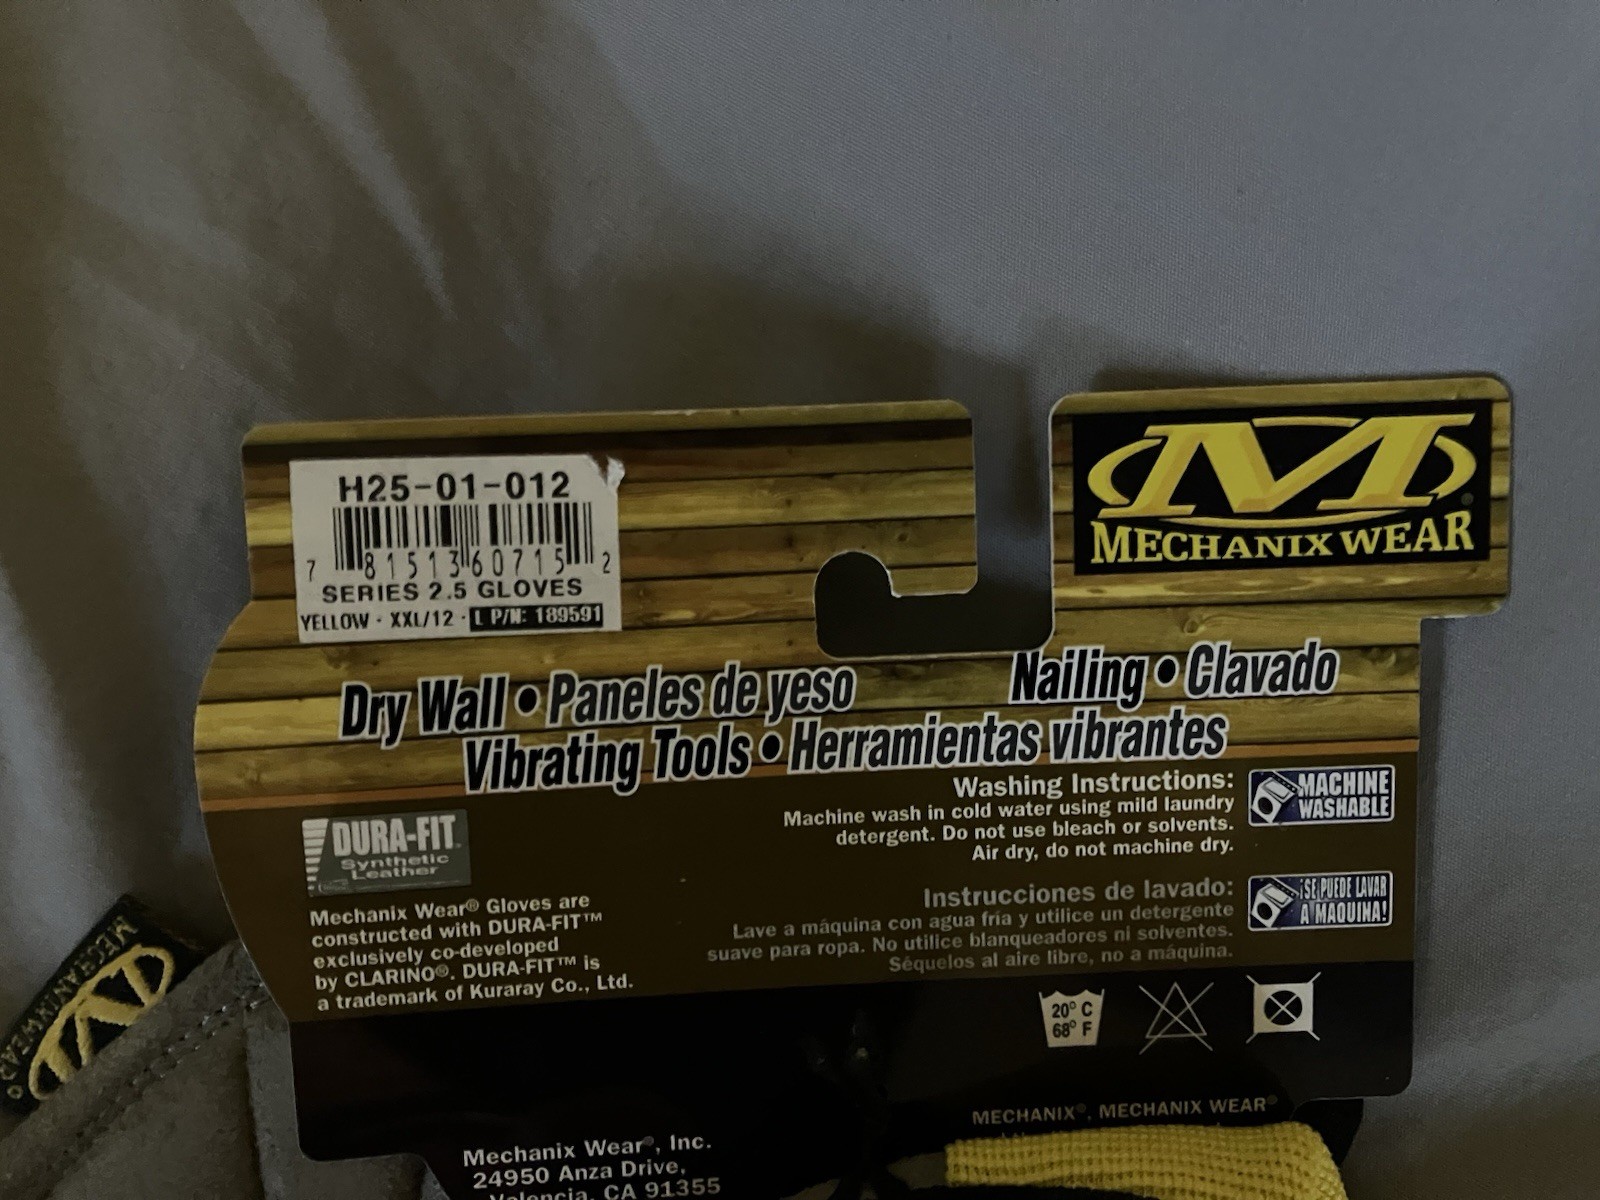 H25-01-012
7 81513 60715 2
SERIES 2.5 GLOVES
YELLOW - XXL/12 - L P/N: 189591
M
MECHANIX WEAR®
Dry Wall • Paneles de yeso
Nailing • Clavado
Vibrating Tools • Herramientas vibrantes
DURA-FIT™
Synthetic
Leather
Mechanix Wear® Gloves are
constructed with DURA-FIT™
exclusively co-developed
by CLARINO®. DURA-FIT™ is
a trademark of Kuraray Co., Ltd.
Washing Instructions:
Machine wash in cold water using mild laundry
detergent. Do not use bleach or solvents.
Air dry, do not machine dry.
MACHINE
WASHABLE
Instrucciones de lavado:
Lave a máquina con agua fría y utilice un detergente
suave para ropa. No utilice blanqueadores ni solventes.
Séquelos al aire libre, no a máquina.
¡SE PUEDE LAVAR
A MAQUINA!
20° C
68° F
MECHANIX®, MECHANIX WEAR®
Mechanix Wear®, Inc.
24950 Anza Drive,
Valencia, CA 91355
M
MECHANIX WEAR®